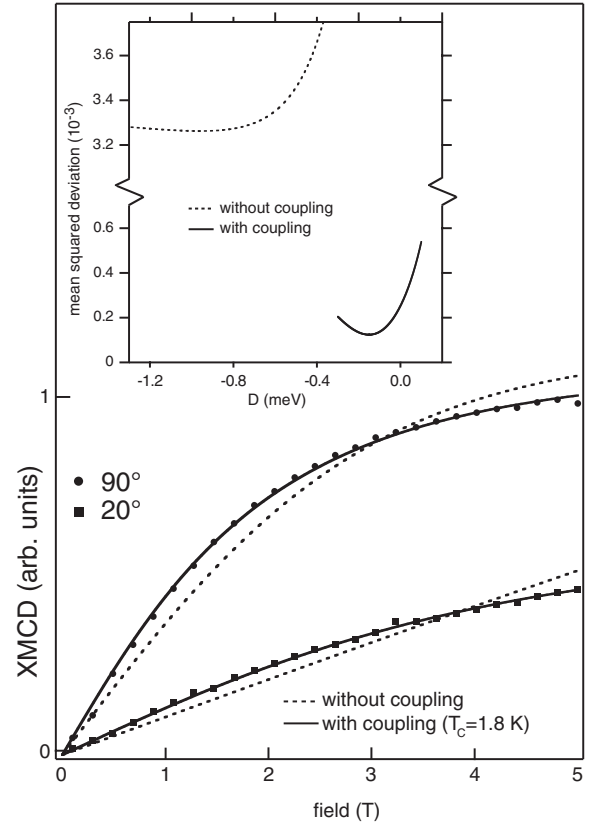 3.6
3.4
3.2
0.6
0.4
0.2
0
mean squared deviation (10-3)
without coupling
with coupling
-1.2 -0.8 -0.4 0.0
D (meV)
1
90°
20°
XMCD (arb. units)
without coupling
with coupling (TC=1.8 K)
0
0 1 2 3 4 5
field (T)